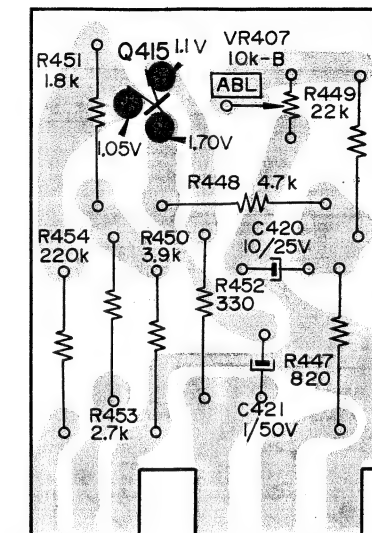 R451
1.8k
Q415
1.1V
VR407
10k-B
ABL
R449
22k
1.05V
1.70V
R448 4.7k
C420
10/25V
R454
220k
R450
3.9k
R452
330
R447
820
R453
2.7k
C421
1/50V